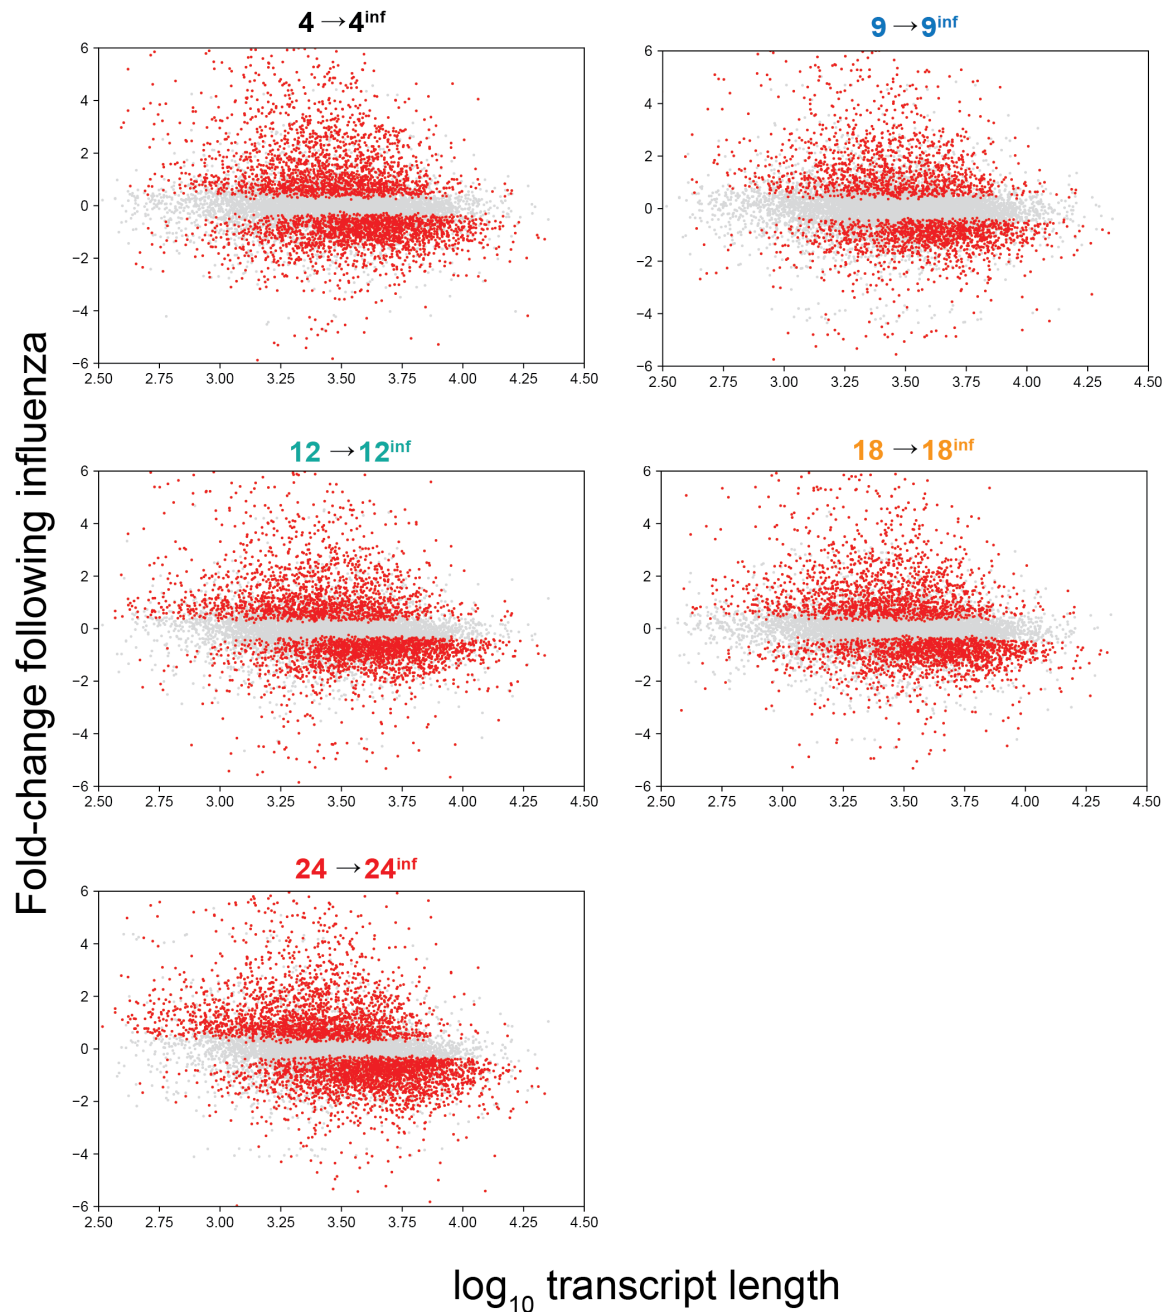 4 →4inf
6
4
2
0
−2
−4
−6
2.50 2.75 3.00 3.25 3.50 3.75 4.00 4.25 4.50
9 →9inf
6
4
2
0
−2
−4
−6
2.50 2.75 3.00 3.25 3.50 3.75 4.00 4.25 4.50
Fold-change following influenza
12 →12inf
6
4
2
0
−2
−4
−6
2.50 2.75 3.00 3.25 3.50 3.75 4.00 4.25 4.50
18 →18inf
6
4
2
0
−2
−4
−6
2.50 2.75 3.00 3.25 3.50 3.75 4.00 4.25 4.50
24 →24inf
6
4
2
0
−2
−4
−6
2.50 2.75 3.00 3.25 3.50 3.75 4.00 4.25 4.50
log10 transcript length